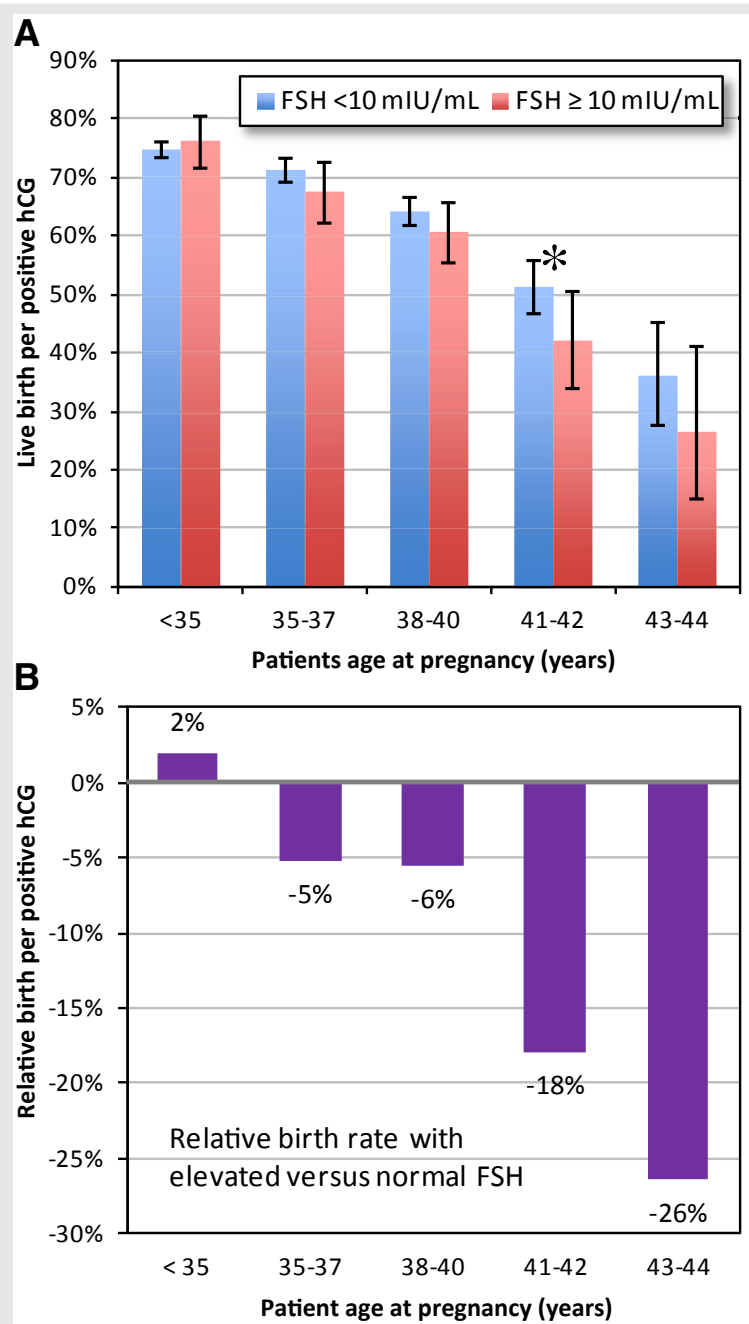 A
90%
80%
70%
60%
50%
40%
30%
20%
10%
0%
Live birth per positive hCG
FSH <10 mIU/mL FSH ≥ 10 mIU/mL
*
<35 35-37 38-40 41-42 43-44
Patients age at pregnancy (years)
B
5%
0%
-5%
-10%
-15%
-20%
-25%
-30%
Relative birth per positive hCG
2%
-5%
-6%
-18%
-26%
Relative birth rate with
elevated versus normal FSH
< 35 35-37 38-40 41-42 43-44
Patient age at pregnancy (years)